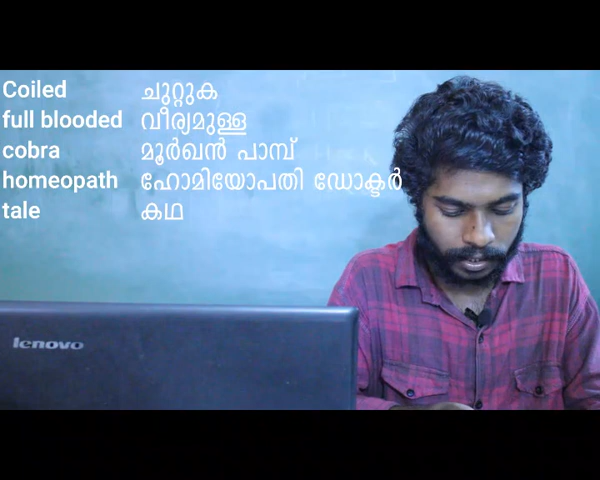 Coiled ചുറ്റുക
full blooded വീര്യമുള്ള
cobra മൂർഖൻ പാമ്പ്
homeopath ഹോമിയോപതി ഡോക്ടർ
tale കഥ
lenovo